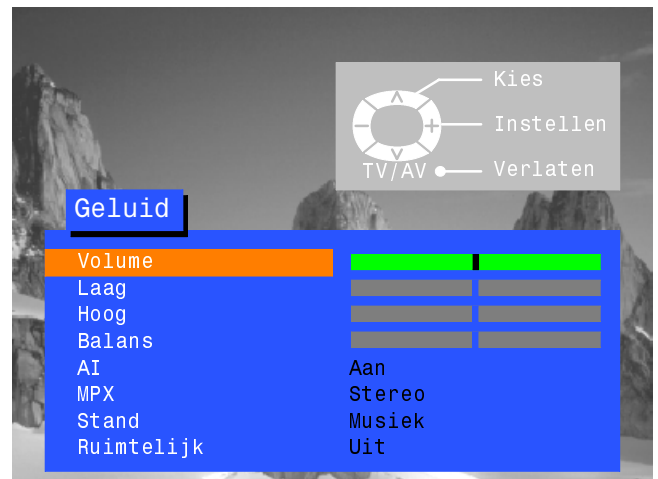 Kies
Instellen
TV/AV Verlaten
Geluid
Volume
Laag
Hoog
Balans
AI Aan
MPX Stereo
Stand Musiek
Ruimtelijk Uit